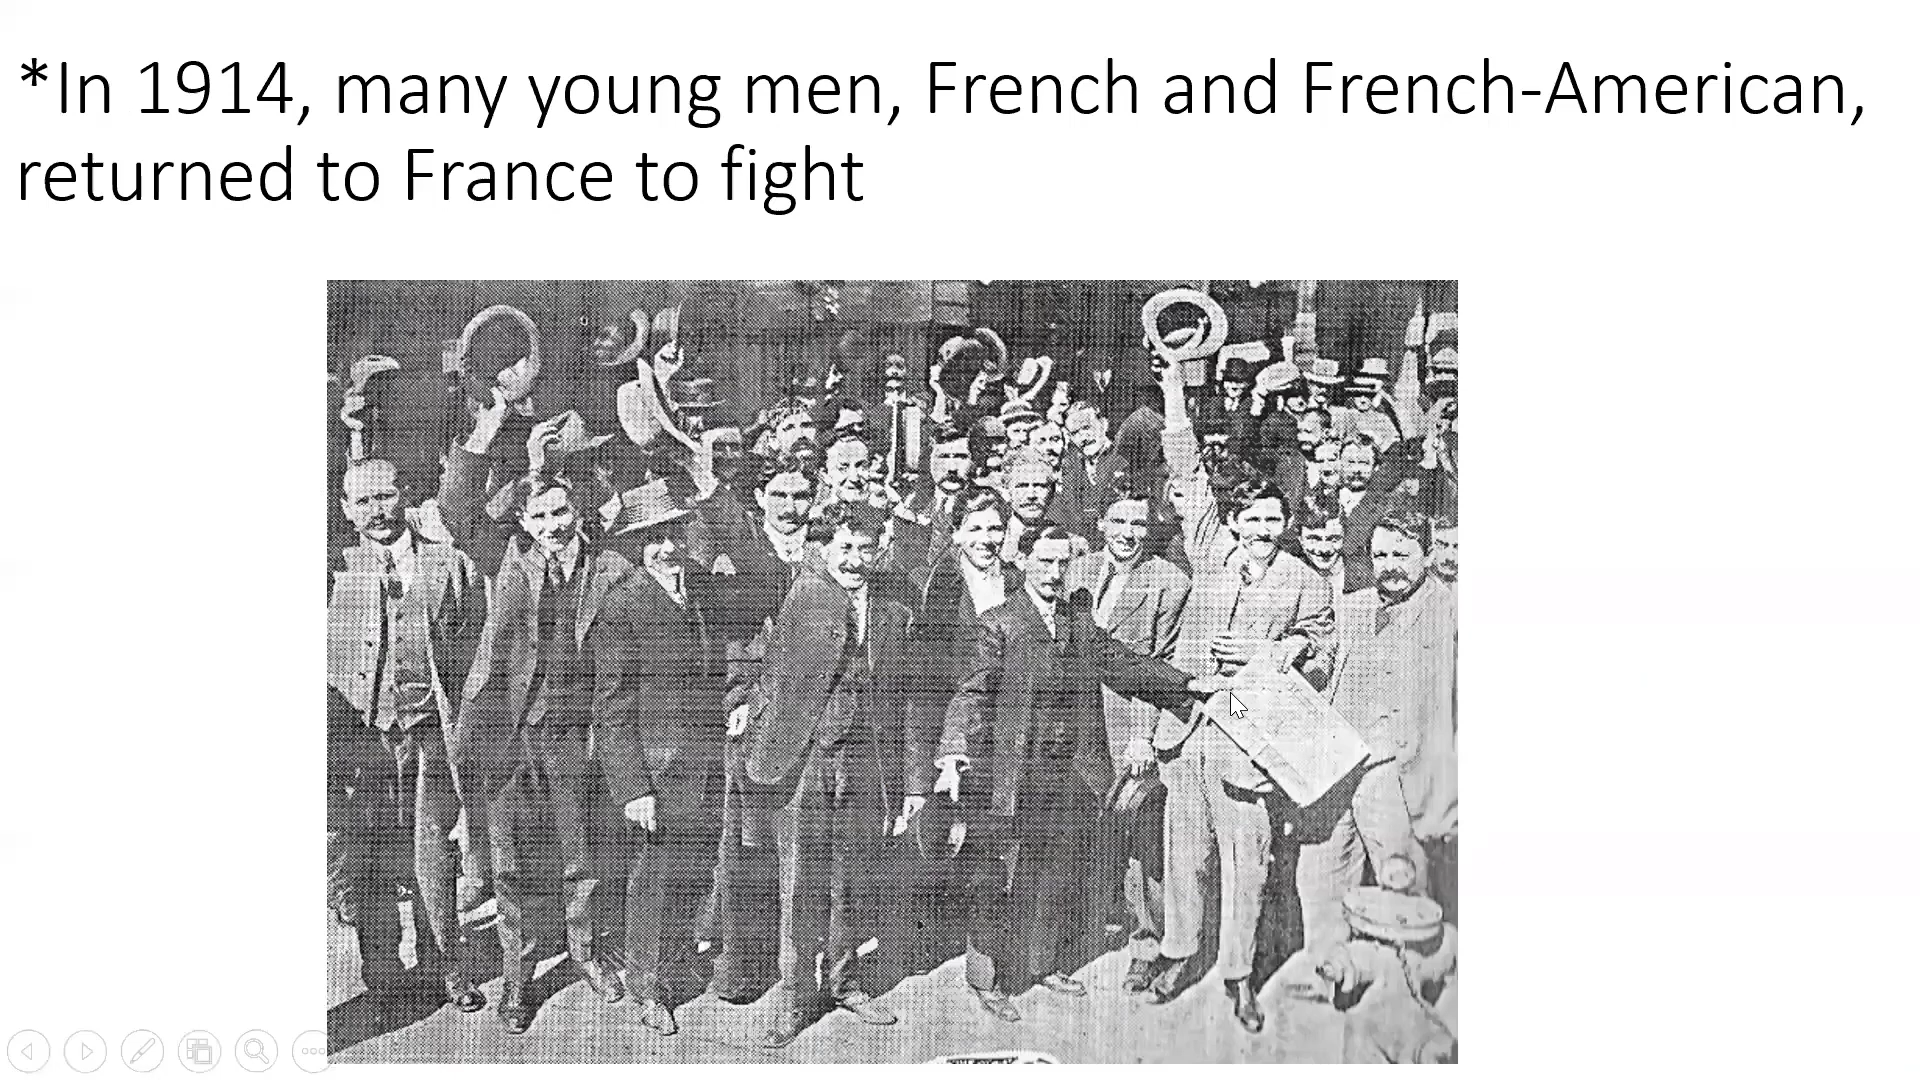 *In 1914, many young men, French and French-American,
returned to France to fight